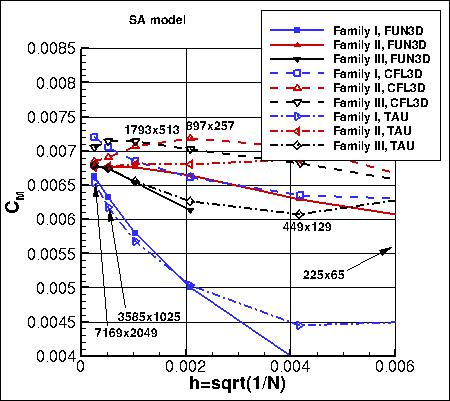 SA model
Family I, FUN3D
Family II, FUN3D
Family III, FUN3D
Family I, CFL3D
Family II, CFL3D
Family III, CFL3D
Family I, TAU
Family II, TAU
Family III, TAU
0.0085
0.008
0.0075
0.007
0.0065
0.006
0.0055
0.005
0.0045
0.004
C_M
1793x513
897x257
449x129
225x65
3585x1025
7169x2049
0
0.002
0.004
0.006
h=sqrt(1/N)